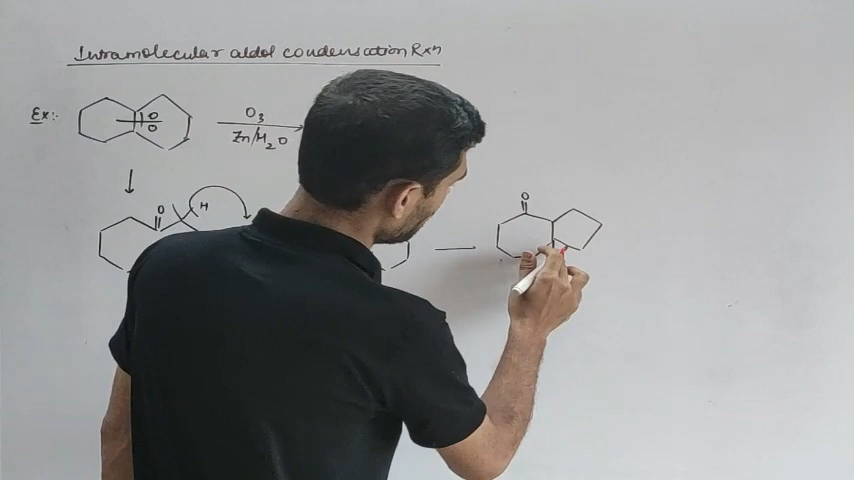 Intramolecular aldol condensation Rxn
Ex:-
O
O
O3
Zn/H2O
O
H
O